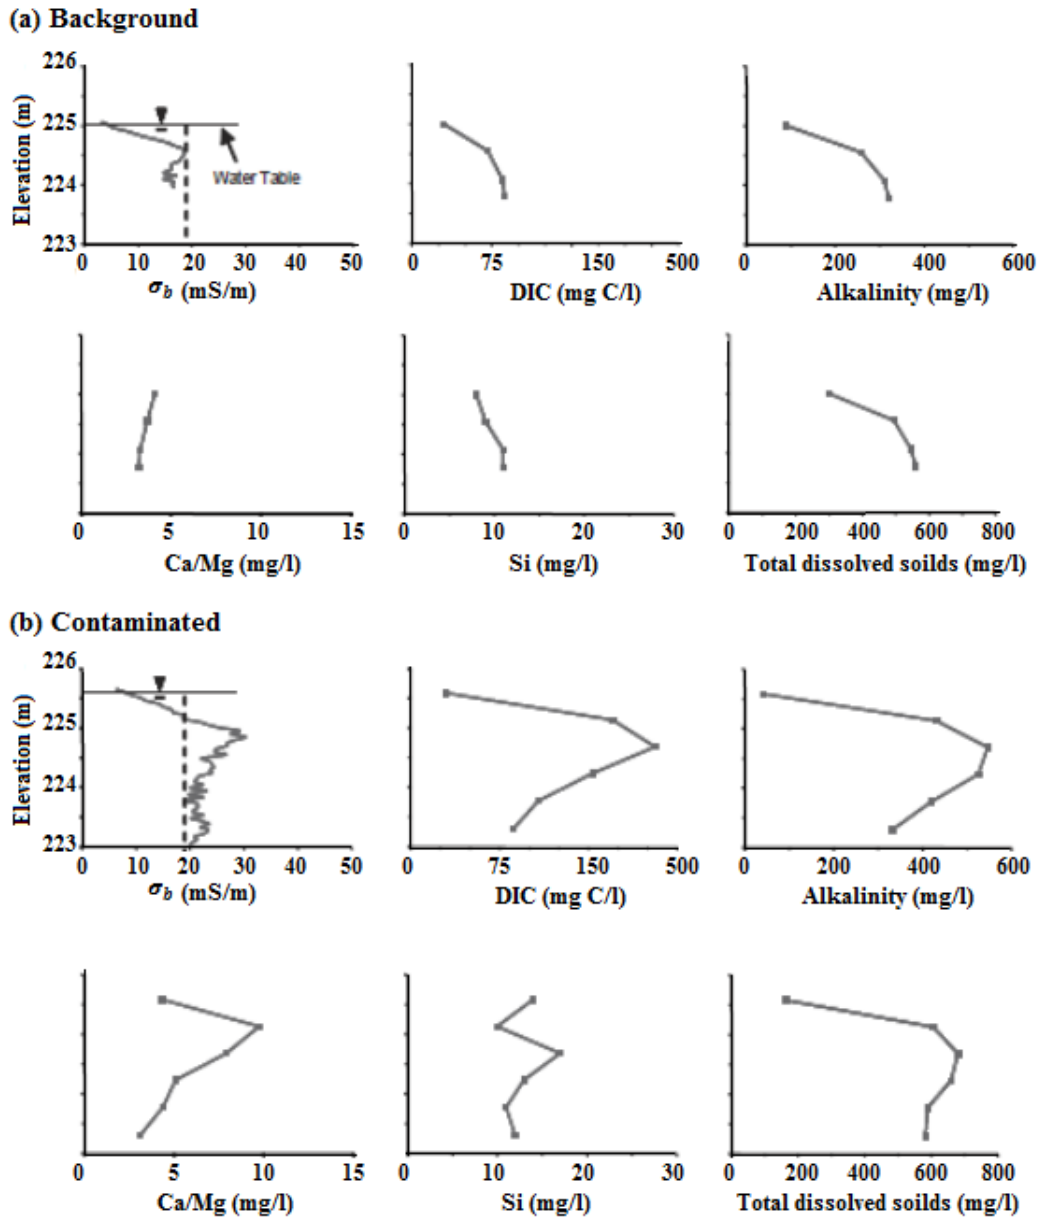 (a) Background
226
225
224
223
Elevation (m)
Water Table
0 10 20 30 40 50
σb (mS/m)
0 75 150 500
DIC (mg C/l)
0 200 400 600
Alkalinity (mg/l)
0 5 10 15
Ca/Mg (mg/l)
0 10 20 30
Si (mg/l)
0 200 400 600 800
Total dissolved soilds (mg/l)
(b) Contaminated
226
225
224
223
Elevation (m)
0 10 20 30 40 50
σb (mS/m)
0 75 150 500
DIC (mg C/l)
0 200 400 600
Alkalinity (mg/l)
0 5 10 15
Ca/Mg (mg/l)
0 10 20 30
Si (mg/l)
0 200 400 600 800
Total dissolved soilds (mg/l)